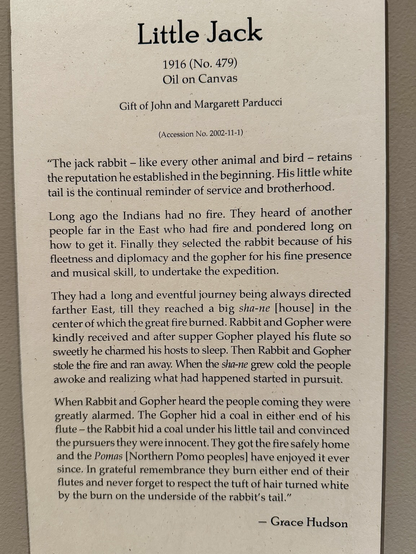 Little Jack
1916 (No. 479)
Oil on Canvas
Gift of John and Margarett Parducci
(Accession No. 2002-11-1)
“The jack rabbit – like every other animal and bird – retains
the reputation he established in the beginning. His little white
tail is the continual reminder of service and brotherhood.
Long ago the Indians had no fire. They heard of another
people far in the East who had fire and pondered long on
how to get it. Finally they selected the rabbit because of his
fleetness and diplomacy and the gopher for his fine presence
and musical skill, to undertake the expedition.
They had a long and eventful journey being always directed
farther East, till they reached a big sha-ne [house] in the
center of which the great fire burned. Rabbit and Gopher were
kindly received and after supper Gopher played his flute so
sweetly he charmed his hosts to sleep. Then Rabbit and Gopher
stole the fire and ran away. When the sha-ne grew cold the people
awoke and realizing what had happened started in pursuit.
When Rabbit and Gopher heard the people coming they were
greatly alarmed. The Gopher hid a coal in either end of his
flute – the Rabbit hid a coal under his little tail and convinced
the pursuers they were innocent. They got the fire safely home
and the Pomas [Northern Pomo peoples] have enjoyed it ever
since. In grateful remembrance they burn either end of their
flutes and never forget to respect the tuft of hair turned white
by the burn on the underside of the rabbit’s tail.”
— Grace Hudson